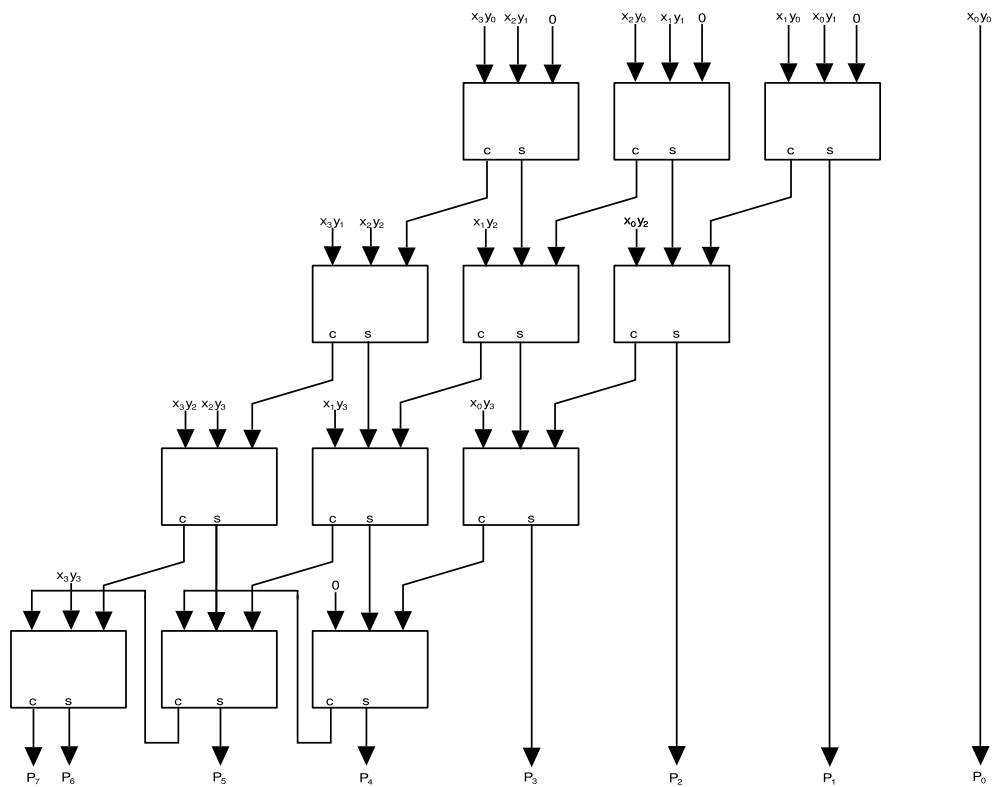 x₃y₀ x₂y₁ 0 x₂y₀ x₁y₁ 0 x₁y₀ x₀y₁ 0 x₀y₀
C S C S C S
x₃y₁ x₂y₂ x₁y₂ x₀y₂
C S C S C S
x₃y₂ x₂y₃ x₁y₃ x₀y₃
C S C S C S
x₃y₃ 0
C S C S C S
P₇ P₆ P₅ P₄ P₃ P₂ P₁ P₀